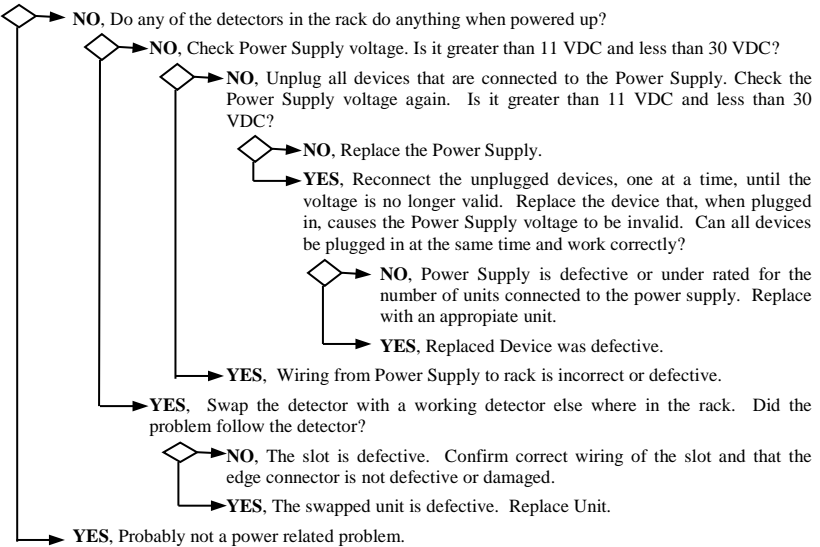 NO, Do any of the detectors in the rack do anything when powered up?
NO, Check Power Supply voltage. Is it greater than 11 VDC and less than 30 VDC?
NO, Unplug all devices that are connected to the Power Supply. Check the
Power Supply voltage again. Is it greater than 11 VDC and less than 30
VDC?
NO, Replace the Power Supply.
YES, Reconnect the unplugged devices, one at a time, until the
voltage is no longer valid. Replace the device that, when plugged
in, causes the Power Supply voltage to be invalid. Can all devices
be plugged in at the same time and work correctly?
NO, Power Supply is defective or under rated for the
number of units connected to the power supply. Replace
with an appropiate unit.
YES, Replaced Device was defective.
YES, Wiring from Power Supply to rack is incorrect or defective.
YES, Swap the detector with a working detector else where in the rack. Did the
problem follow the detector?
NO, The slot is defective. Confirm correct wiring of the slot and that the
edge connector is not defective or damaged.
YES, The swapped unit is defective. Replace Unit.
YES, Probably not a power related problem.